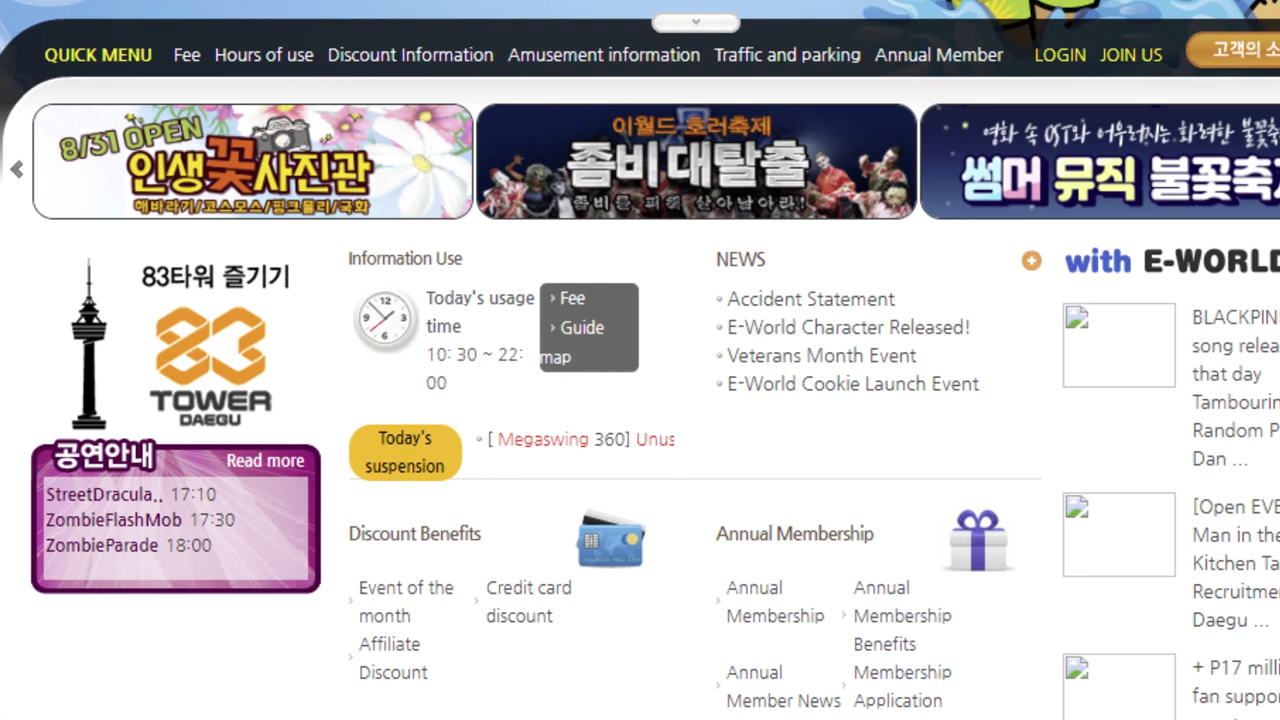 QUICK MENU Fee Hours of use Discount Information Amusement information Traffic and parking Annual Member LOGIN JOIN US 고객의 소
8/31 OPEN
인생꽃사진관
해바라기/코스모스/핑크뮬리/국화
이월드 호러축제
좀비대탈출
좀비를 피해 살아남아라!
영화 속 OST와 어우러지는 화려한 불꽃축
썸머 뮤직 불꽃축
83타워 즐기기
83
TOWER
DAEGU
공연안내 Read more
StreetDracula,, 17:10
ZombieFlashMob 17:30
ZombieParade 18:00
Information Use
12
9 3
6
Today's usage
time
10: 30 ~ 22:
00
› Fee
› Guide
map
Today's
suspension
[ Megaswing 360] Unus
NEWS
Accident Statement
E-World Character Released!
Veterans Month Event
E-World Cookie Launch Event
Discount Benefits
Event of the
month
Credit card
discount
Affiliate
Discount
Annual Membership
Annual
Membership
Annual
Membership
Benefits
Annual
Member News
Membership
Application
with E-WORLD
BLACKPIN
song relea
that day
Tambourin
Random P
Dan ...
[Open EVE
Man in the
Kitchen Ta
Recruitme
Daegu ...
+ P17 milli
fan suppo